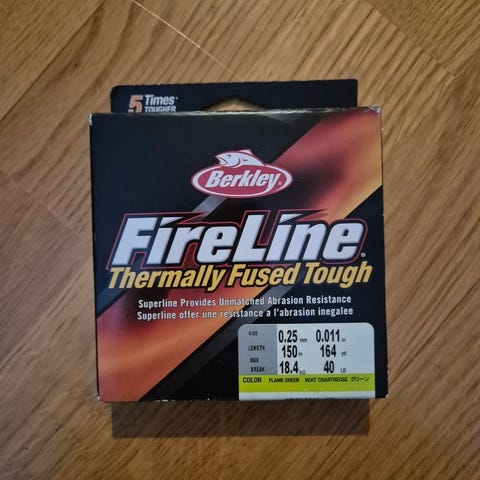 5 Times
TOUGHER
Berkley®
FireLine®
Thermally Fused Tough
Superline Provides Unmatched Abrasion Resistance
Superline offer une resistance a l'abrasion inegalee
SIZE 0.25 mm 0.011 in
LENGTH 150 m 164 yd
MAX BREAK 18.4 KG 40 LB
COLOR FLAME GREEN VERT CHARTREUSE グリーン